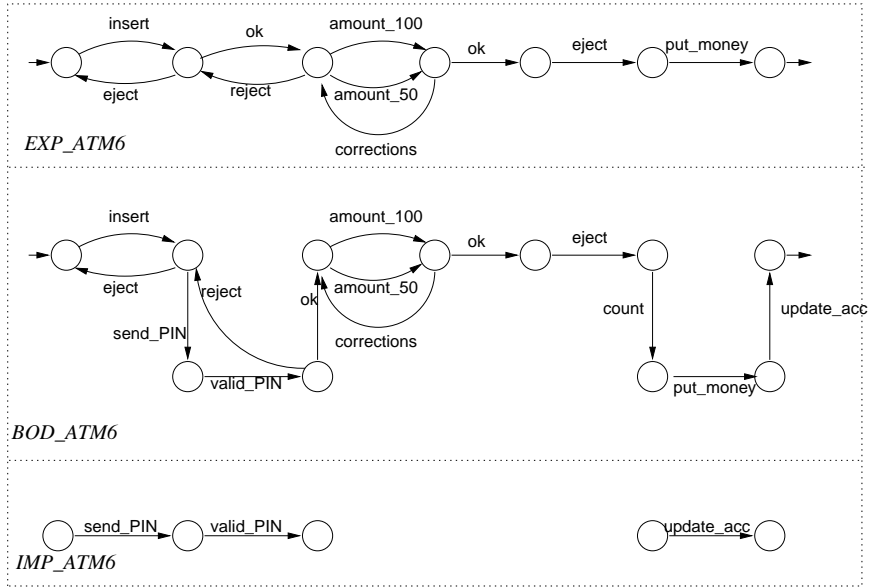 insert
ok
amount_100
ok
eject
put_money
eject
reject
amount_50
corrections
EXP_ATM6
insert
amount_100
ok
eject
eject
reject
ok
amount_50
count
update_acc
send_PIN
corrections
valid_PIN
put_money
BOD_ATM6
send_PIN
valid_PIN
update_acc
IMP_ATM6